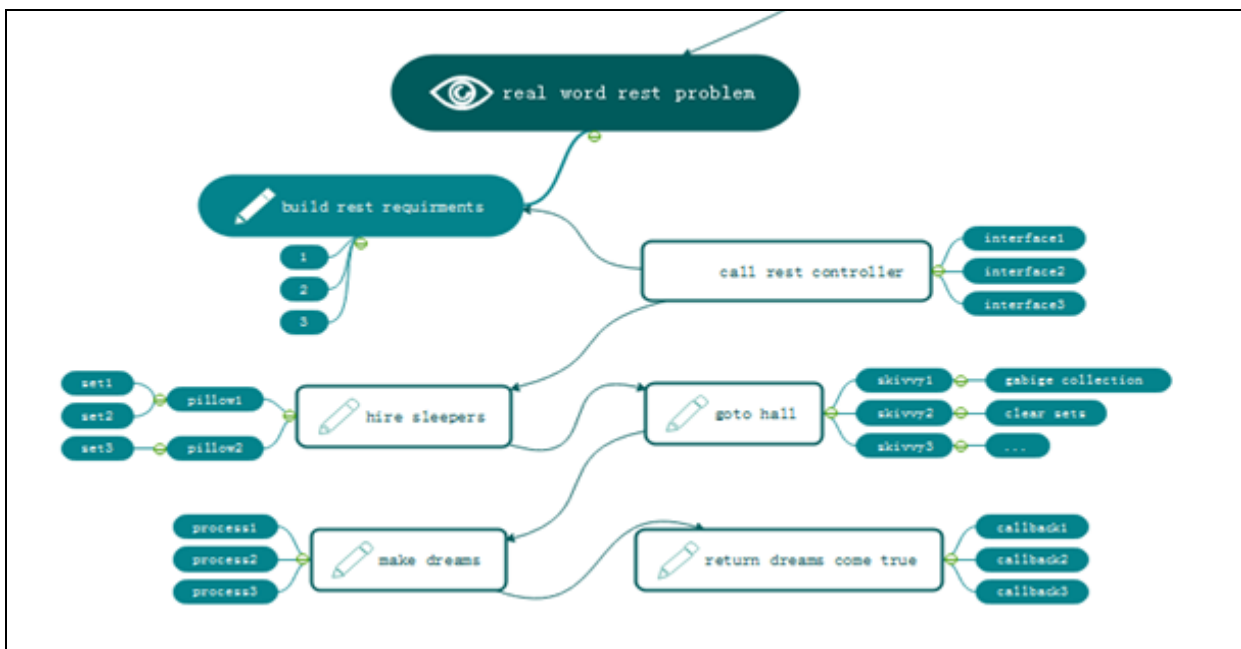 real word rest problem
build rest requirments
1
2
3
call rest controller
interface1
interface2
interface3
set1
set2
set3
pillow1
pillow2
hire sleepers
goto hall
skivvy1
gabige collection
skivvy2
clear sets
skivvy3
...
process1
process2
process3
make dreams
return dreams come true
callback1
callback2
callback3